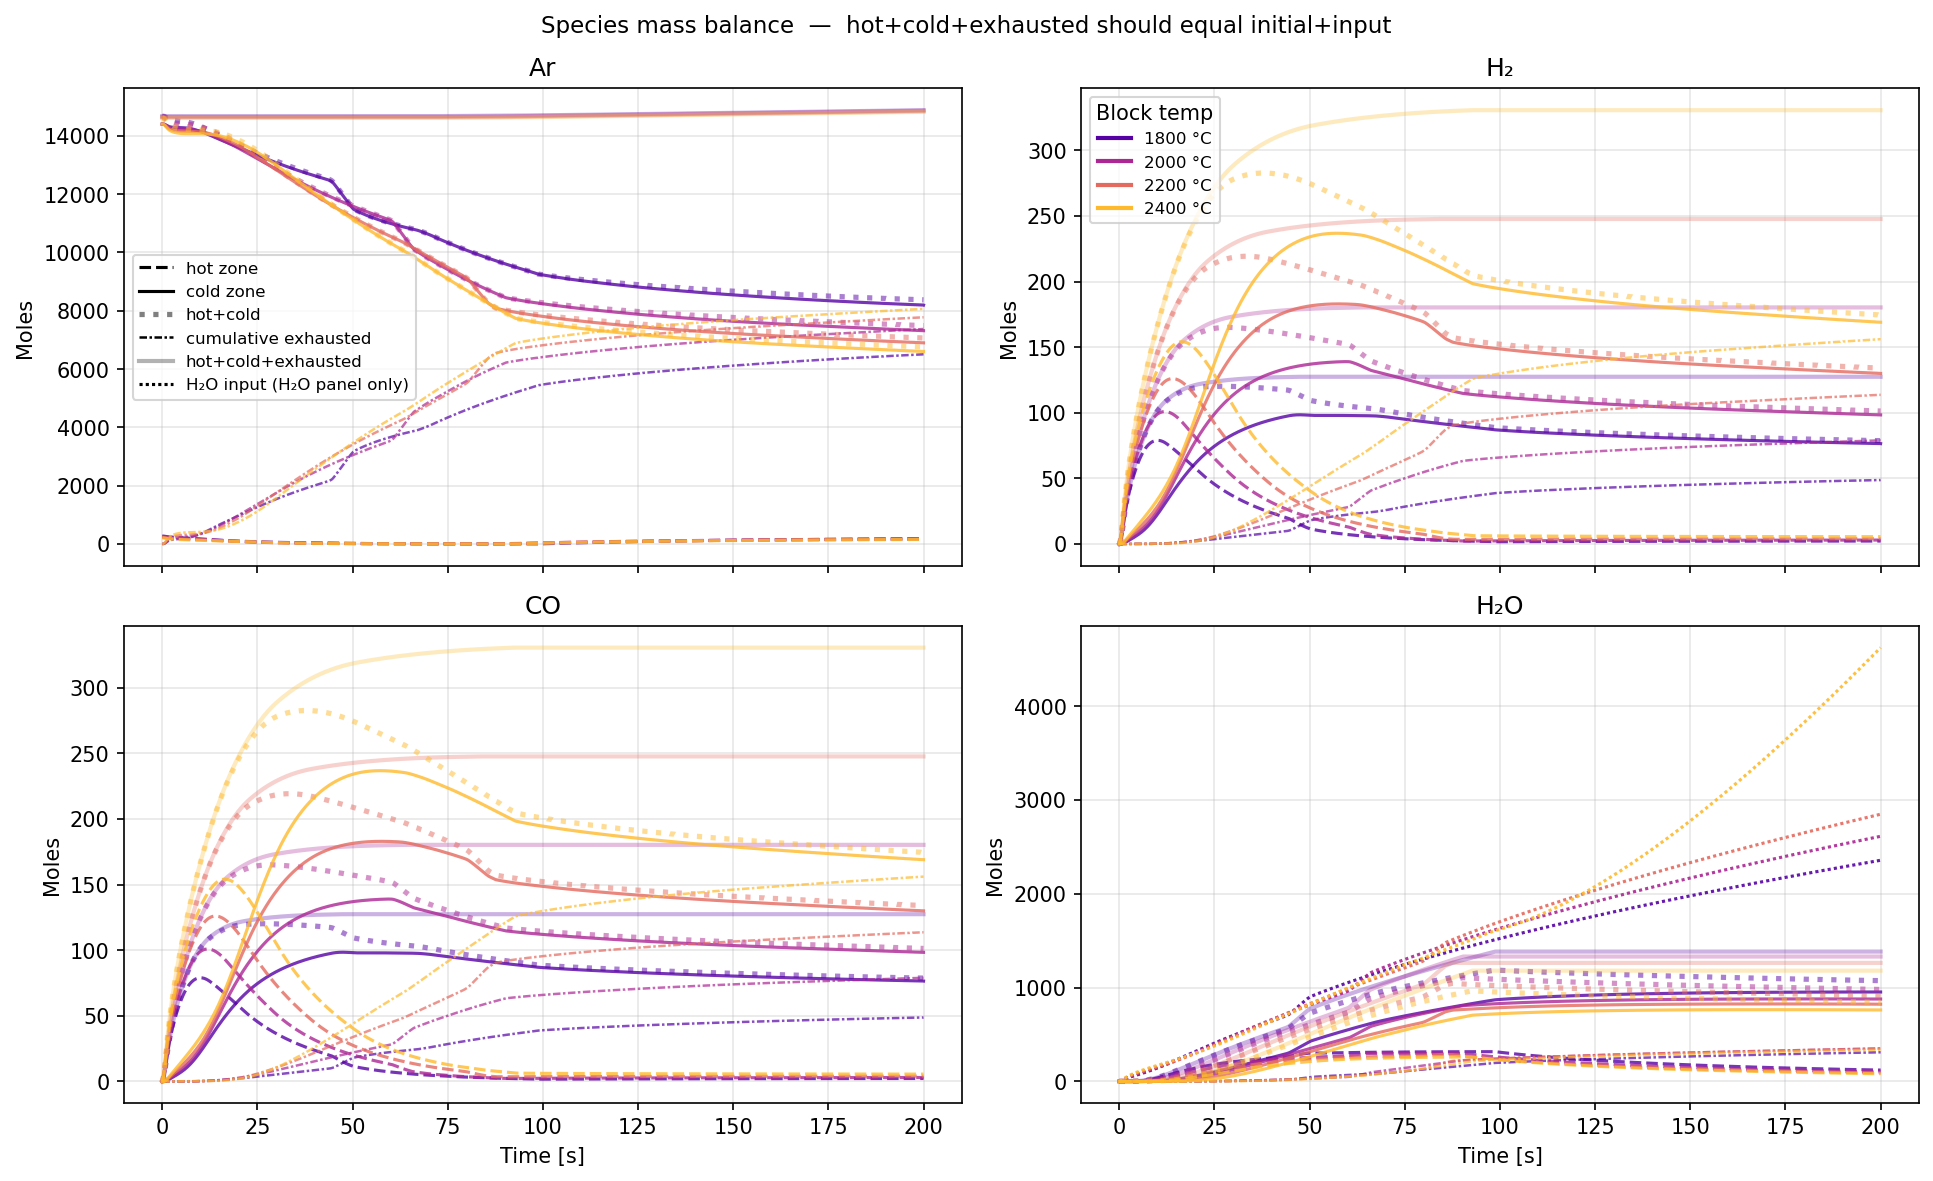 Species mass balance — hot+cold+exhausted should equal initial+input
Ar
Moles
14000
12000
10000
8000
6000
4000
2000
0
hot zone
cold zone
hot+cold
cumulative exhausted
hot+cold+exhausted
H₂O input (H₂O panel only)
H₂
Moles
300
250
200
150
100
50
0
Block temp
1800 °C
2000 °C
2200 °C
2400 °C
CO
Moles
300
250
200
150
100
50
0
0 25 50 75 100 125 150 175 200
Time [s]
H₂O
Moles
4000
3000
2000
1000
0
0 25 50 75 100 125 150 175 200
Time [s]